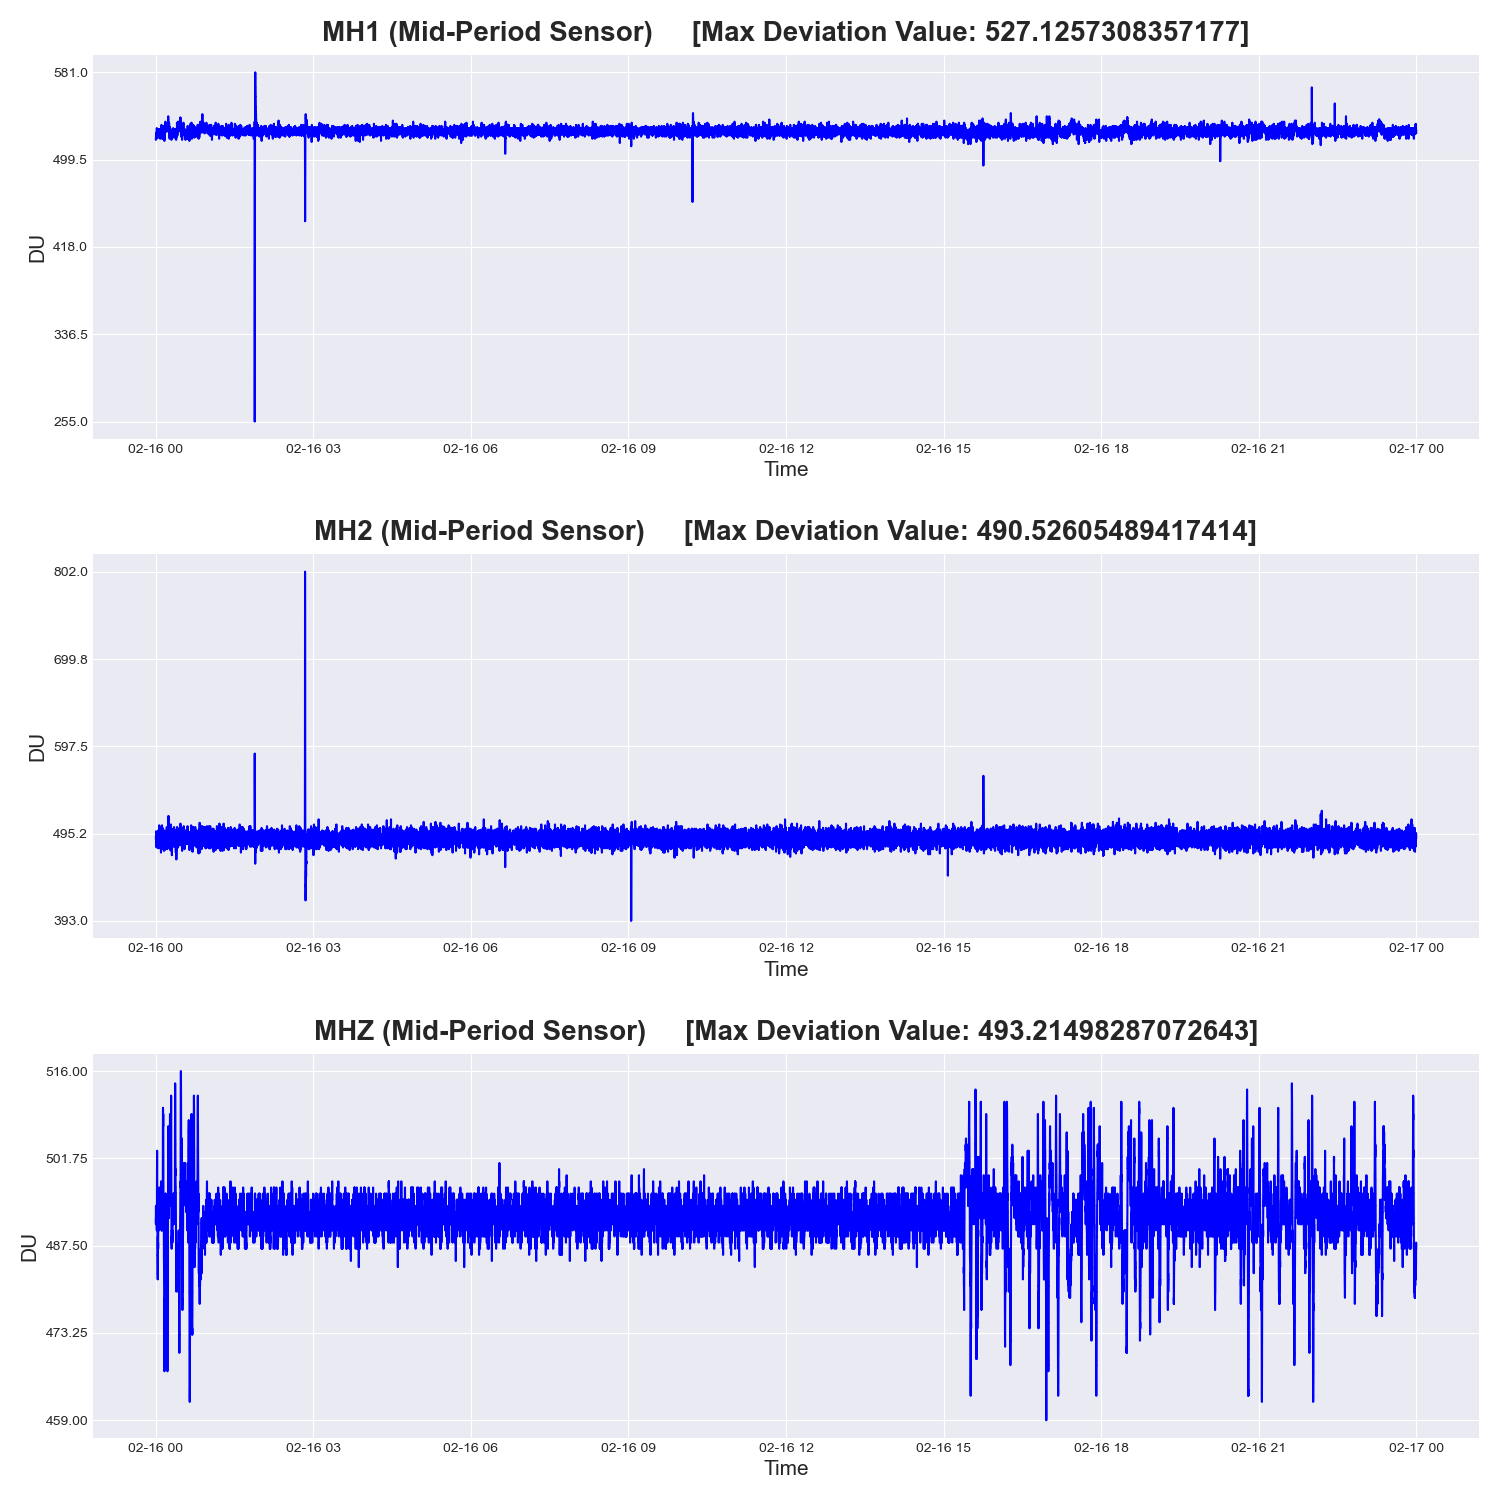 MH1 (Mid-Period Sensor) [Max Deviation Value: 527.1257308357177]
581.0
499.5
418.0
336.5
255.0
DU
02-16 00 02-16 03 02-16 06 02-16 09 02-16 12 02-16 15 02-16 18 02-16 21 02-17 00
Time
MH2 (Mid-Period Sensor) [Max Deviation Value: 490.52605489417414]
802.0
699.8
597.5
495.2
393.0
DU
02-16 00 02-16 03 02-16 06 02-16 09 02-16 12 02-16 15 02-16 18 02-16 21 02-17 00
Time
MHZ (Mid-Period Sensor) [Max Deviation Value: 493.21498287072643]
516.00
501.75
487.50
473.25
459.00
DU
02-16 00 02-16 03 02-16 06 02-16 09 02-16 12 02-16 15 02-16 18 02-16 21 02-17 00
Time